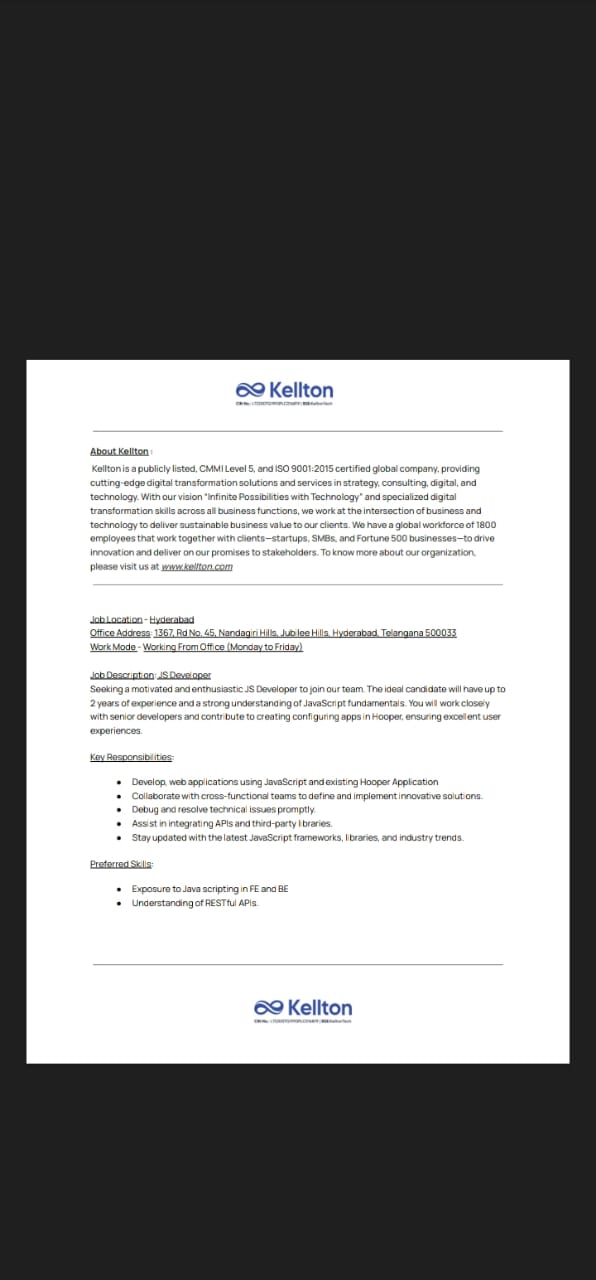 Kellton
About Kellton :
Kellton is a publicly listed, CMMI Level 5, and ISO 9001:2015 certified global company, providing
cutting-edge digital transformation solutions and services in strategy, consulting, digital, and
technology. With our vision "Infinite Possibilities with Technology" and specialized digital
transformation skills across all business functions, we work at the intersection of business and
technology to deliver sustainable business value to our clients. We have a global workforce of 1800
employees that work together with clients—startups, SMBs, and Fortune 500 businesses—to drive
innovation and deliver on our promises to stakeholders. To know more about our organization,
please visit us at www.kellton.com
Job Location - Hyderabad
Office Address: 1367, Rd No. 45, Nandagiri Hills, Jubilee Hills, Hyderabad, Telangana 500033
Work Mode - Working From Office (Monday to Friday)
Job Description: JS Developer
Seeking a motivated and enthusiastic JS Developer to join our team. The ideal candidate will have up to
2 years of experience and a strong understanding of JavaScript fundamentals. You will work closely
with senior developers and contribute to creating configuring apps in Hooper, ensuring excellent user
experiences.
Key Responsibilities:
• Develop, web applications using JavaScript and existing Hooper Application
• Collaborate with cross-functional teams to define and implement innovative solutions.
• Debug and resolve technical issues promptly.
• Assist in integrating APIs and third-party libraries.
• Stay updated with the latest JavaScript frameworks, libraries, and industry trends.
Preferred Skills:
• Exposure to Java scripting in FE and BE
• Understanding of RESTful APIs.
Kellton